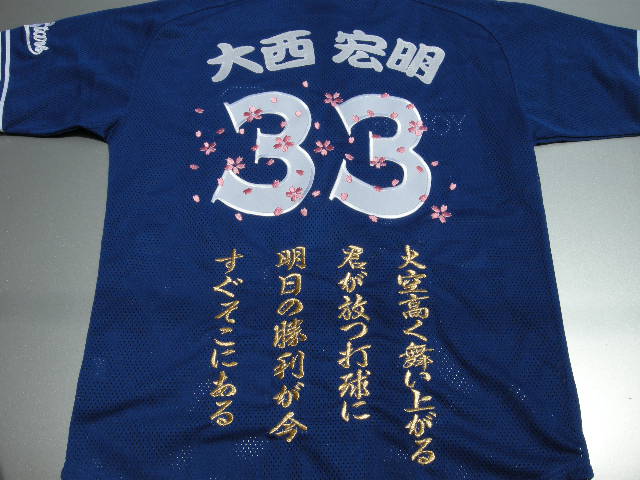 大西 宏明
33
大空高く舞い上がる
君が放つ打球に
明日の勝利が今
すぐそこにある